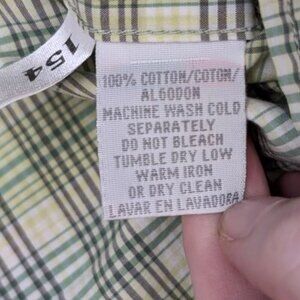 154
100% COTTON/COTON/
ALGODON
MACHINE WASH COLD
SEPARATELY
DO NOT BLEACH
TUMBLE DRY LOW
WARM IRON
OR DRY CLEAN
LAVAR EN LAVADORA